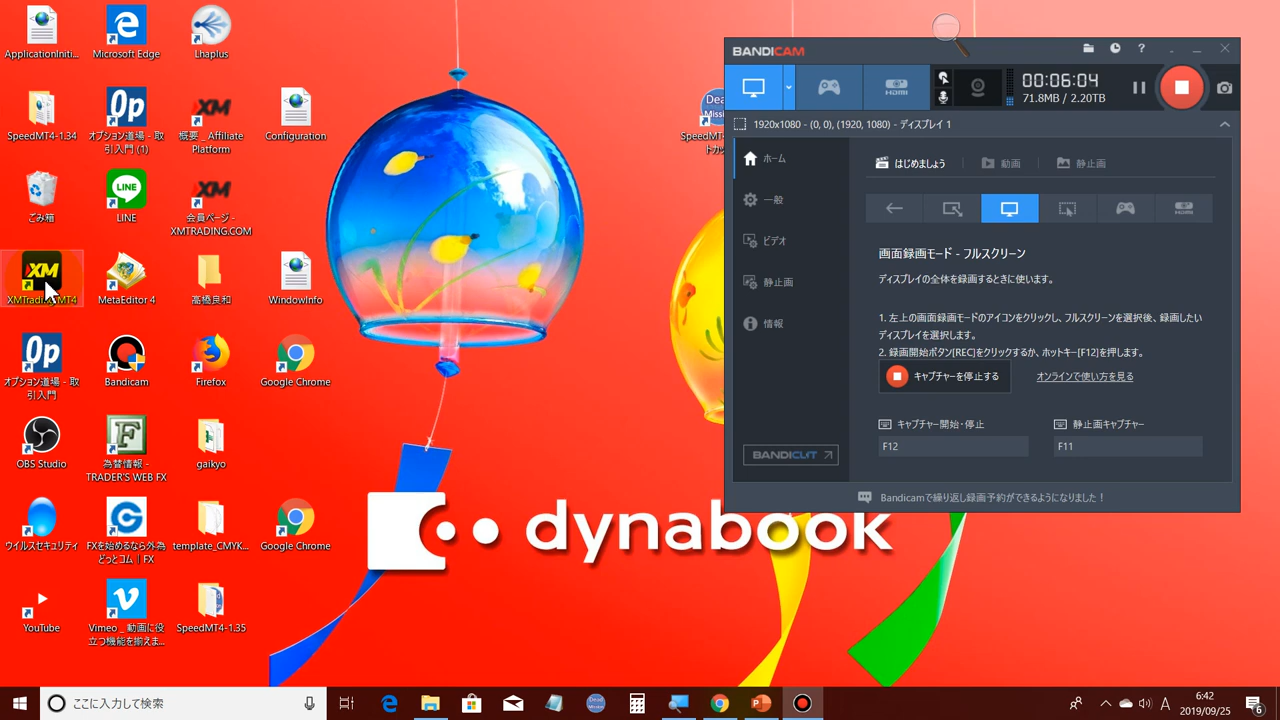 ApplicationIniti...
Microsoft Edge
Lhaplus
SpeedMT4-1.34
Op
オプション道場 - 取
引入門 (1)
XM
概要 _ Affiliate
Platform
Configuration
ごみ箱
LINE
LINE
XM
会員ページ -
XMTRADING.COM
XM
XMTrading MT4
MetaEditor 4
高橋良和
WindowInfo
Op
オプション道場 - 取
引入門
Bandicam
Firefox
Google Chrome
OBS Studio
為替情報 -
TRADER'S WEB FX
gaikyo
ウイルスセキュリティ
FXを始めるなら外為
どっとコム｜FX
template_CMYK...
Google Chrome
YouTube
Vimeo _ 動画に役
立つ機能を揃えま...
SpeedMT4-1.35
dynabook
BANDICAM
HDMI
00:06:04
71.8MB / 2.20TB
1920x1080 - (0, 0), (1920, 1080) - ディスプレイ 1
ホーム
一般
ビデオ
静止画
情報
BANDICUT
はじめましょう
動画
静止画
HDMI
画面録画モード - フルスクリーン
ディスプレイの全体を録画するときに使います。
1. 左上の画面録画モードのアイコンをクリックし、フルスクリーンを選択後、録画したい
ディスプレイを選択します。
2. 録画開始ボタン[REC]をクリックするか、ホットキー[F12]を押します。
キャプチャーを停止する
オンラインで使い方を見る
キャプチャー開始・停止
静止画キャプチャー
F12
F11
Bandicamで繰り返し録画予約ができるようになりました！
ここに入力して検索
A
6:42
2019/09/25
6